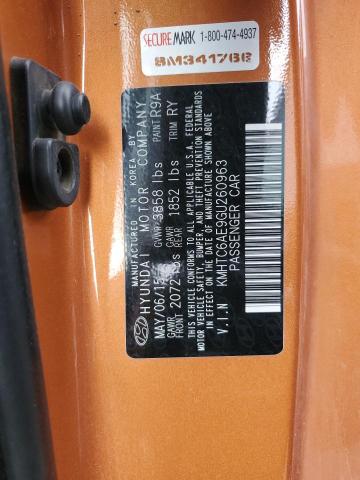 SECUREMARK 1-800-474-4937
8M341766
MANUFACTURED IN KOREA BY
HYUNDAI MOTOR COMPANY
MAY/06/15 PAINT R9A
GVWR 3858 lbs TRIM RY
GAWR FRONT 2072 lbs GAWR REAR 1852 lbs
THIS VEHICLE CONFORMS TO ALL APPLICABLE U.S.A. FEDERAL
MOTOR VEHICLE SAFETY, BUMPER, AND THEFT PREVENTION STANDARDS
IN EFFECT ON THE DATE OF MANUFACTURE SHOWN ABOVE.
V.I.N KMHTC6AE9GU260963
PASSENGER CAR